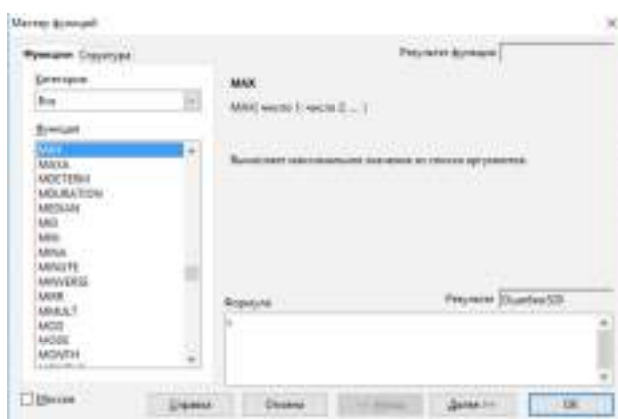 Мастер функций
Функции Структура
Результат функции
Категория
Все
Функция
MAX
MAXA
MDETERM
MDURATION
MEDIAN
MID
MIN
MINA
MINUTE
MINVERSE
MIRR
MMULT
MOD
MODE
MONTH
MAX
MAX( число 1; число 2; ... )
Вычисляет максимальное значение из списка аргументов.
Формула
Результат
=
Массив
Справка
Отмена
<< Назад
Далее >>
OK